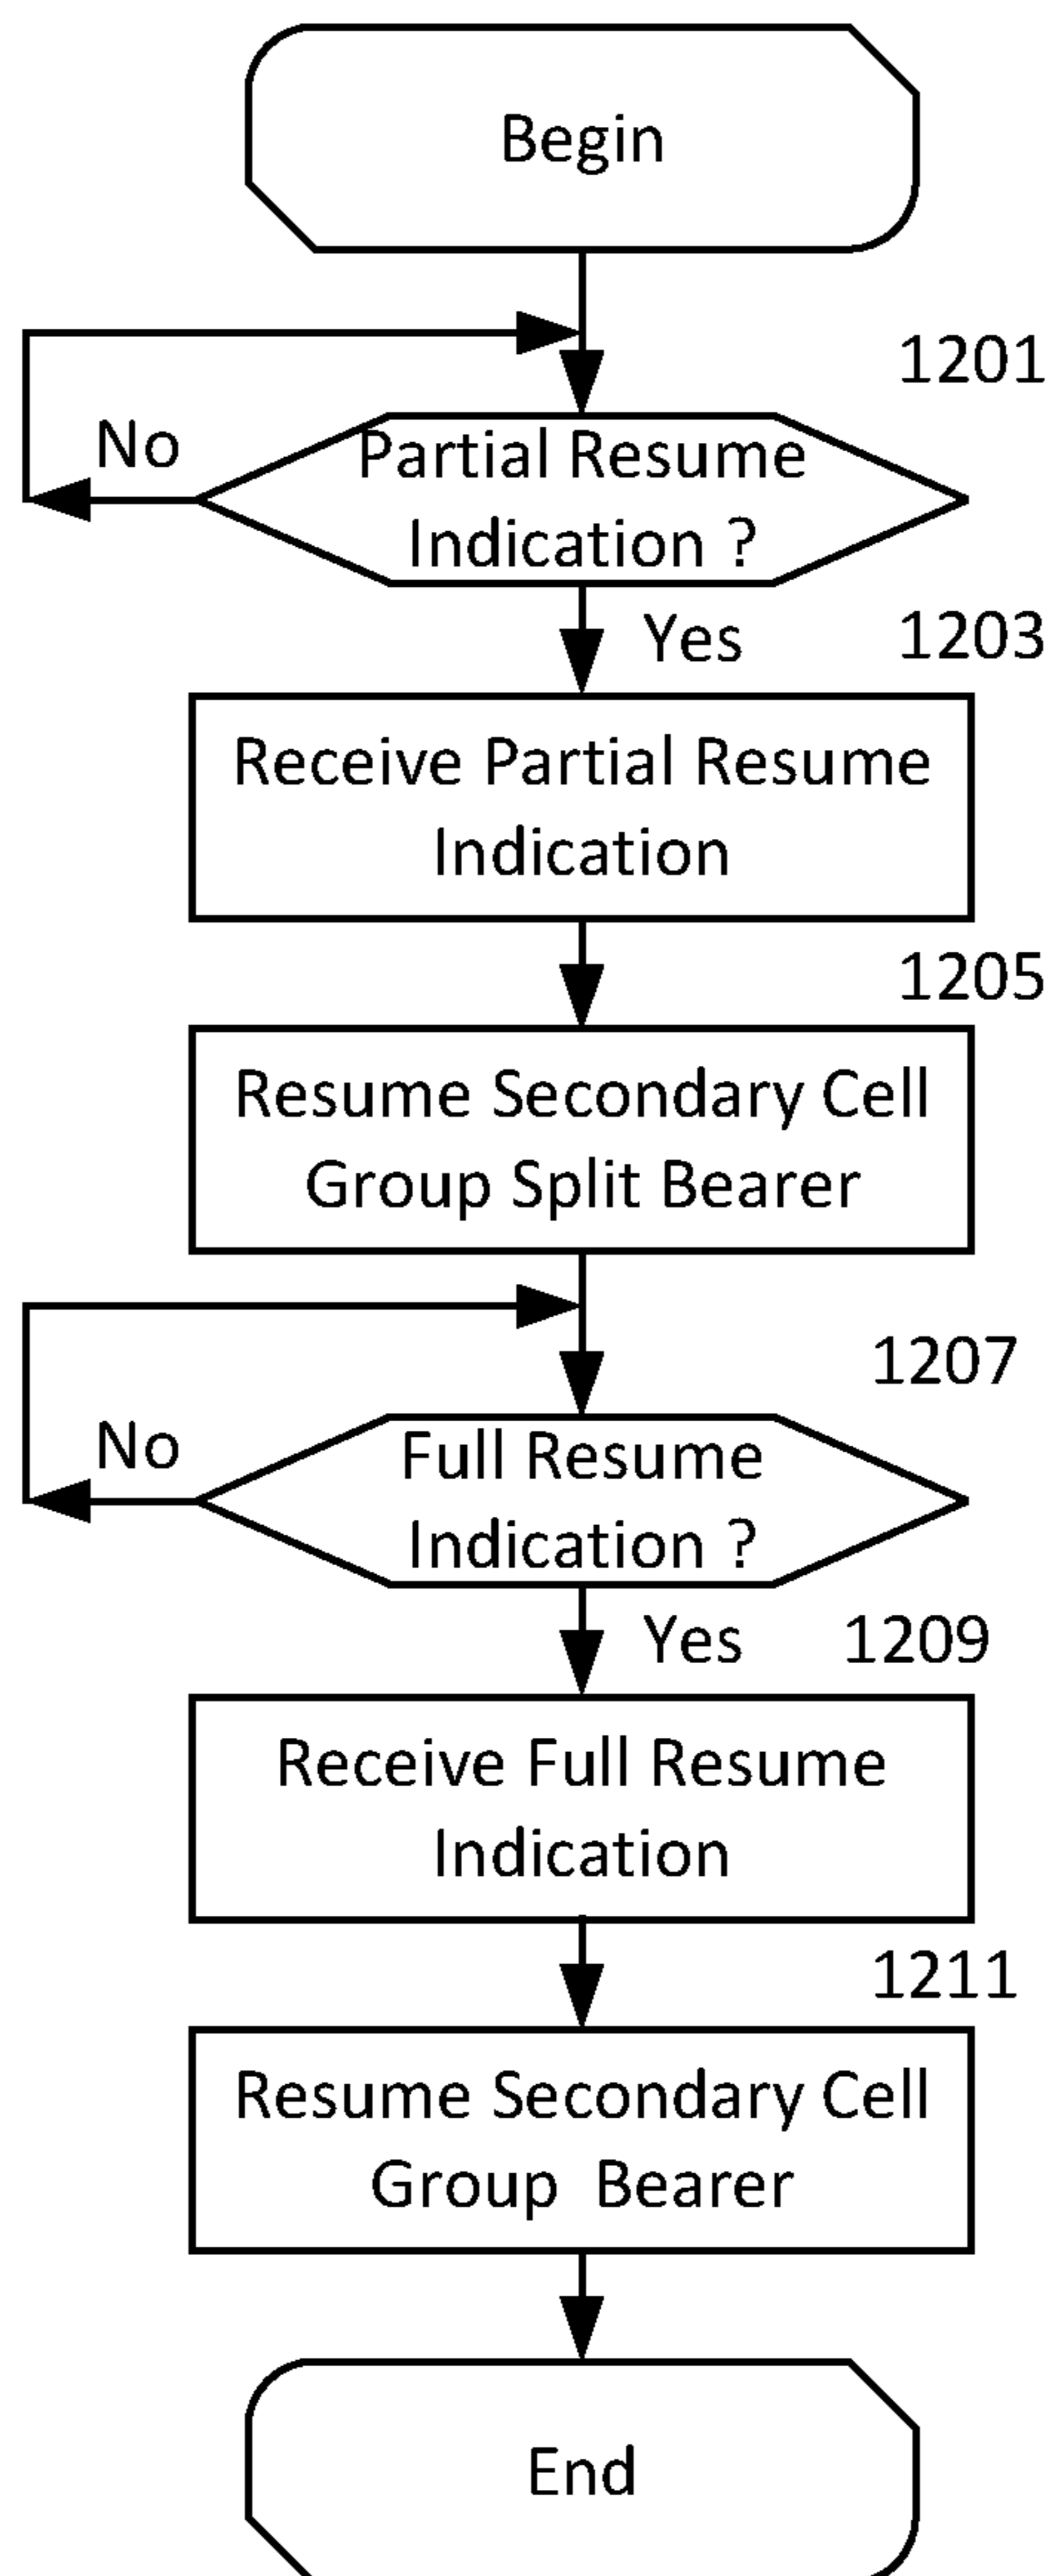 Begin
1201
No
Partial Resume
Indication ?
Yes
1203
Receive Partial Resume
Indication
1205
Resume Secondary Cell
Group Split Bearer
1207
No
Full Resume
Indication ?
Yes
1209
Receive Full Resume
Indication
1211
Resume Secondary Cell
Group Bearer
End